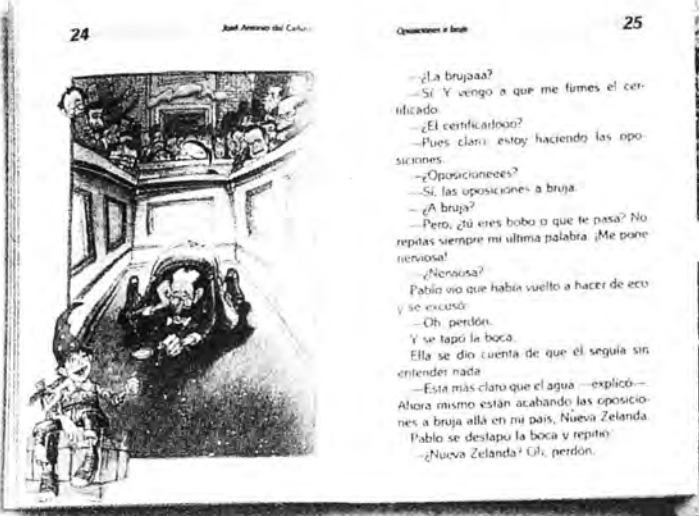 24
José Antonio del Cañizo
Oposiciones a bruja
25
—¿La brujaaa?
—Sí. Y vengo a que me firmes el cer-
tificado.
—¿El certificadooo?
—Pues claro: estoy haciendo las opo-
siciones.
—¿Oposicioneees?
—Sí, las oposiciones a bruja.
—¿A bruja?
—Pero, ¿tú eres bobo o que te pasa? No
repitas siempre mi última palabra. ¡Me pone
nerviosa!
—¿Nerviosa?
Pablo vio que había vuelto a hacer de eco
y se excusó:
—Oh, perdón.
Y se tapó la boca.
Ella se dio cuenta de que él seguía sin
entender nada.
—Está más claro que el agua —explicó—.
Ahora mismo están acabando las oposicio-
nes a bruja allá en mi país, Nueva Zelanda.
Pablo se destapó la boca y repitió:
—¿Nueva Zelanda? Oh, perdón.